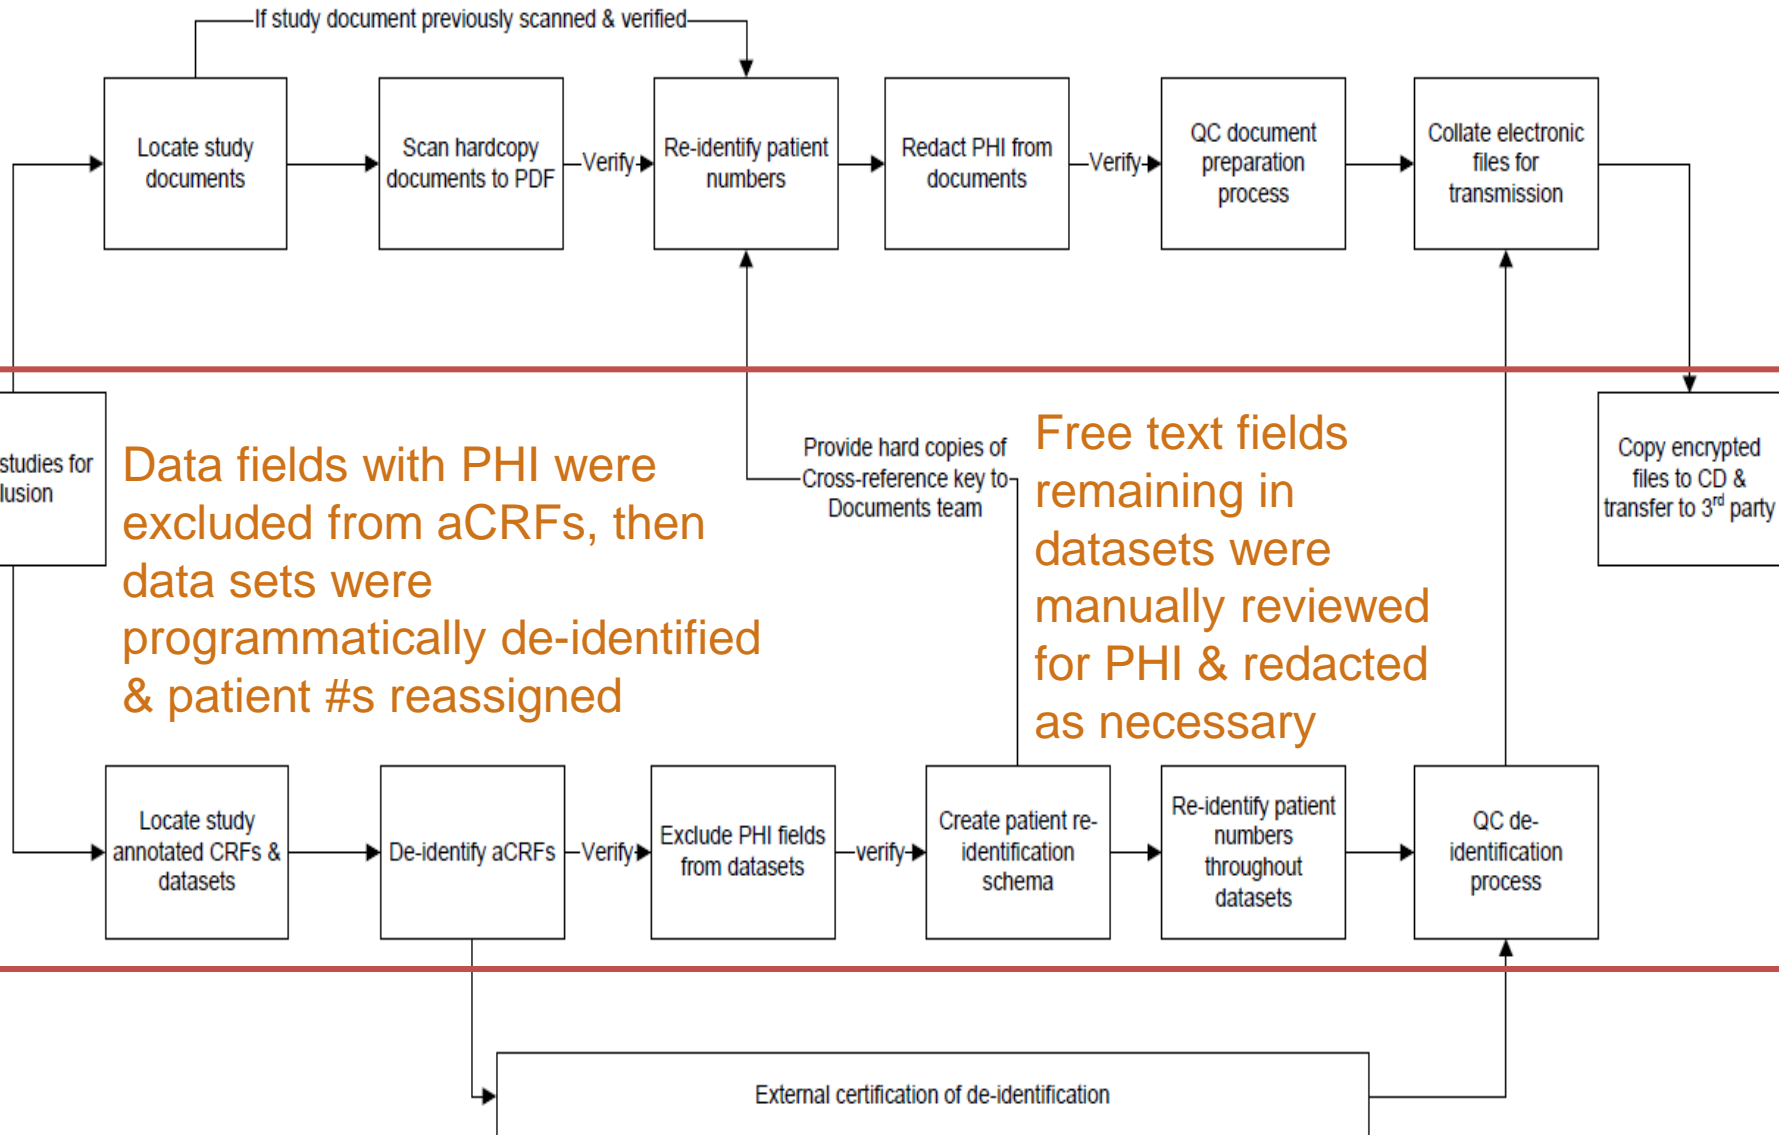 If study document previously scanned & verified
Locate study
documents
Scan hardcopy
documents to PDF
Verify
Re-identify patient
numbers
Redact PHI from
documents
Verify
QC document
preparation
process
Collate electronic
files for
transmission
studies for
lusion
Data fields with PHI were
excluded from aCRFs, then
data sets were
programmatically de-identified
& patient #s reassigned
Provide hard copies of
Cross-reference key to
Documents team
Free text fields
remaining in
datasets were
manually reviewed
for PHI & redacted
as necessary
Copy encrypted
files to CD &
transfer to 3rd party
Locate study
annotated CRFs &
datasets
De-identify aCRFs
Verify
Exclude PHI fields
from datasets
verify
Create patient re-
identification
schema
Re-identify patient
numbers
throughout
datasets
QC de-
identification
process
External certification of de-identification